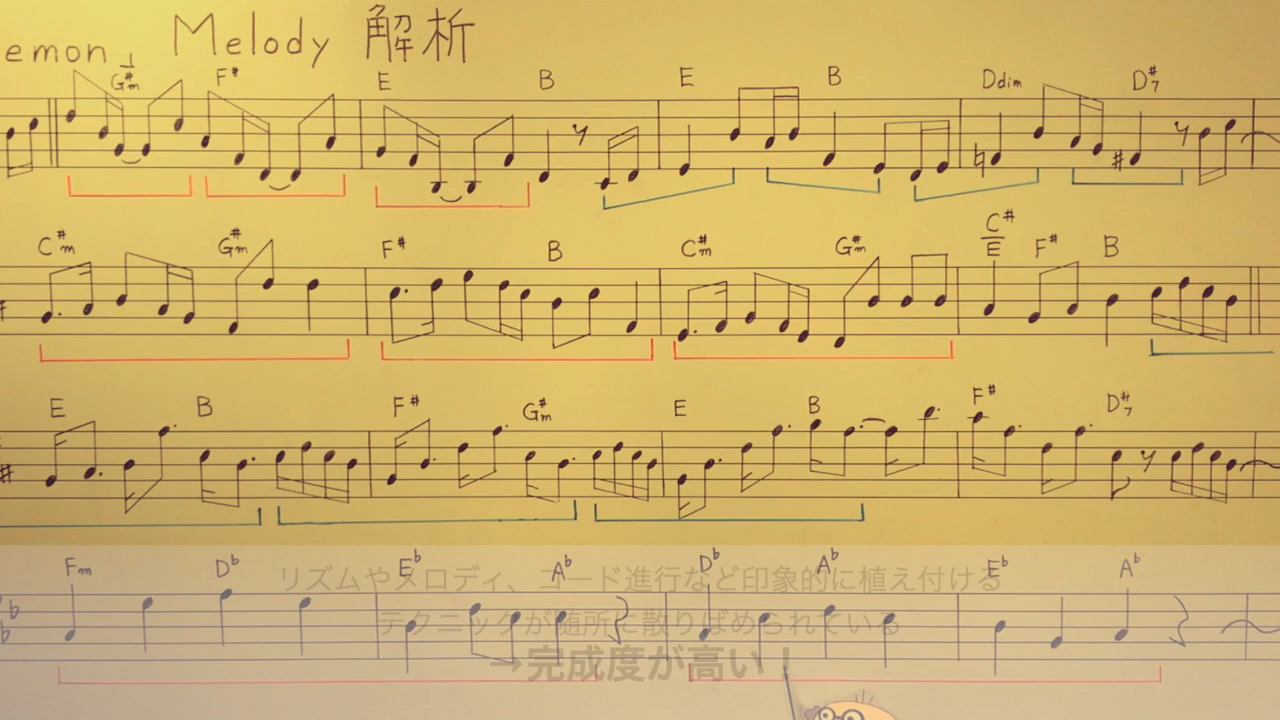 emon」 Melody 解析
G#m F# E B E B Ddim D#7
C#m G#m F# B C#m G#m C#/E F# B
E B F# G#m E B F# D#7
Fm D♭ E♭ A♭ D♭ A♭ E♭ A♭
リズムやメロディ、コード進行など印象的に植え付ける
テクニックが随所に散りばめられている
→完成度が高い！